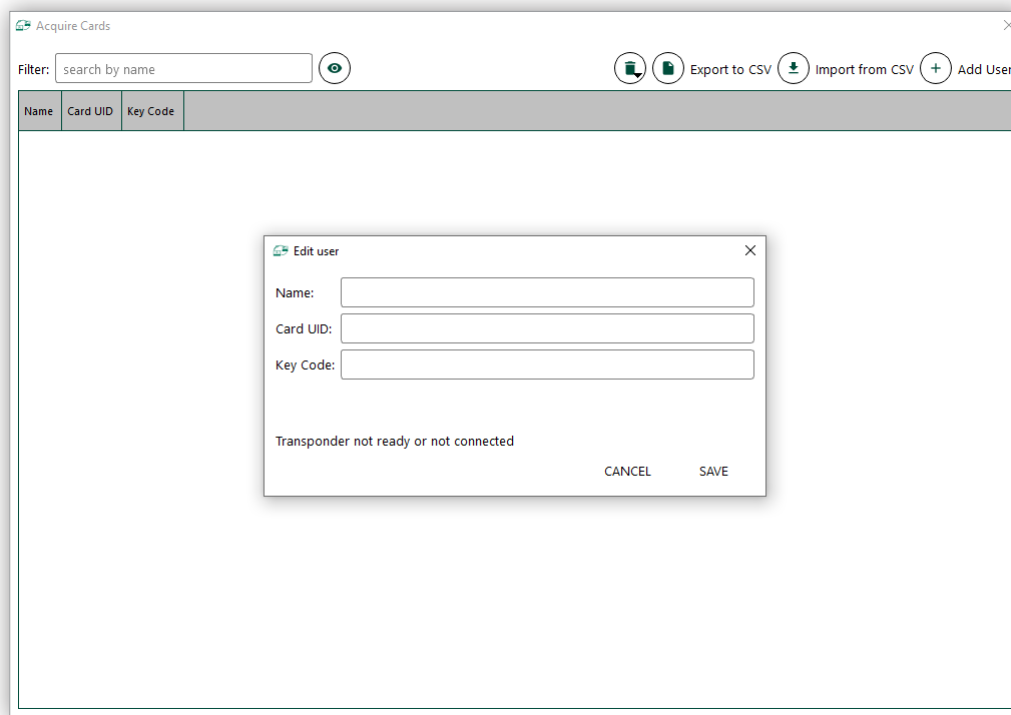 Acquire Cards
Filter: search by name Export to CSV Import from CSV Add User
Name Card UID Key Code
Edit user
Name:
Card UID:
Key Code:
Transponder not ready or not connected
CANCEL SAVE